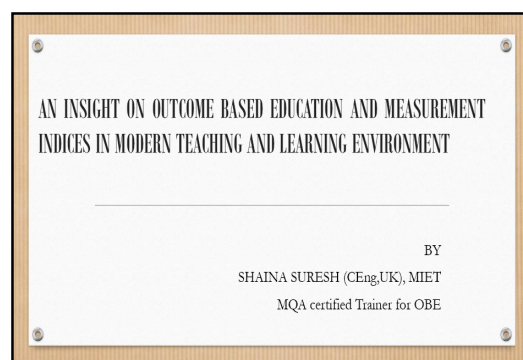 AN INSIGHT ON OUTCOME BASED EDUCATION AND MEASUREMENT
INDICES IN MODERN TEACHING AND LEARNING ENVIRONMENT
BY
SHAINA SURESH (CEng,UK), MIET
MQA certified Trainer for OBE